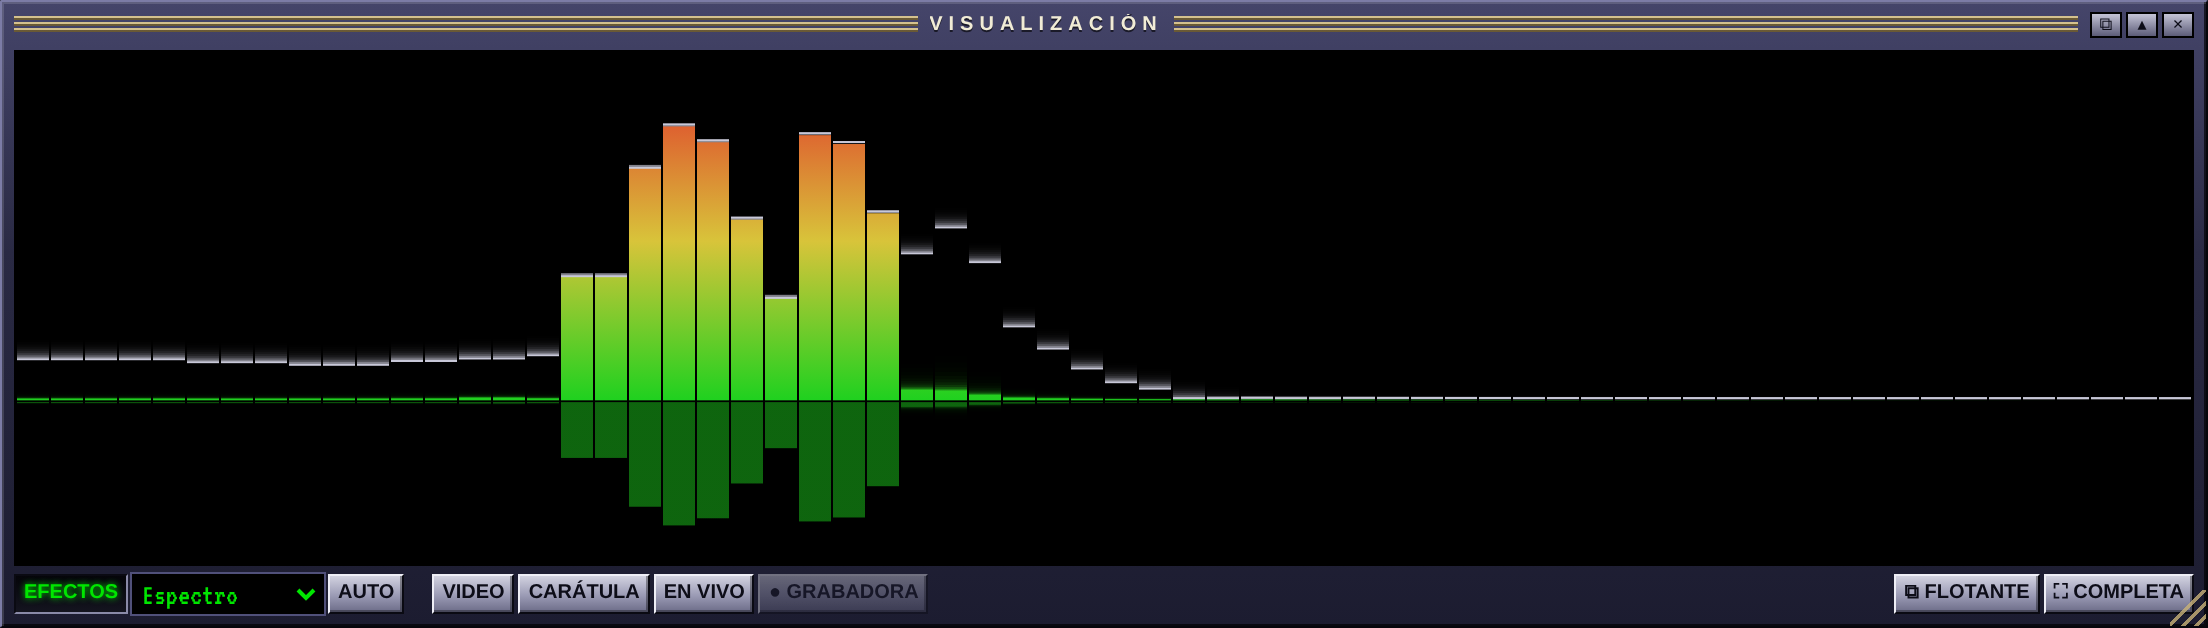 VISUALIZACIÓN
EFECTOS Espectro AUTO VIDEO CARÁTULA EN VIVO ● GRABADORA FLOTANTE COMPLETA